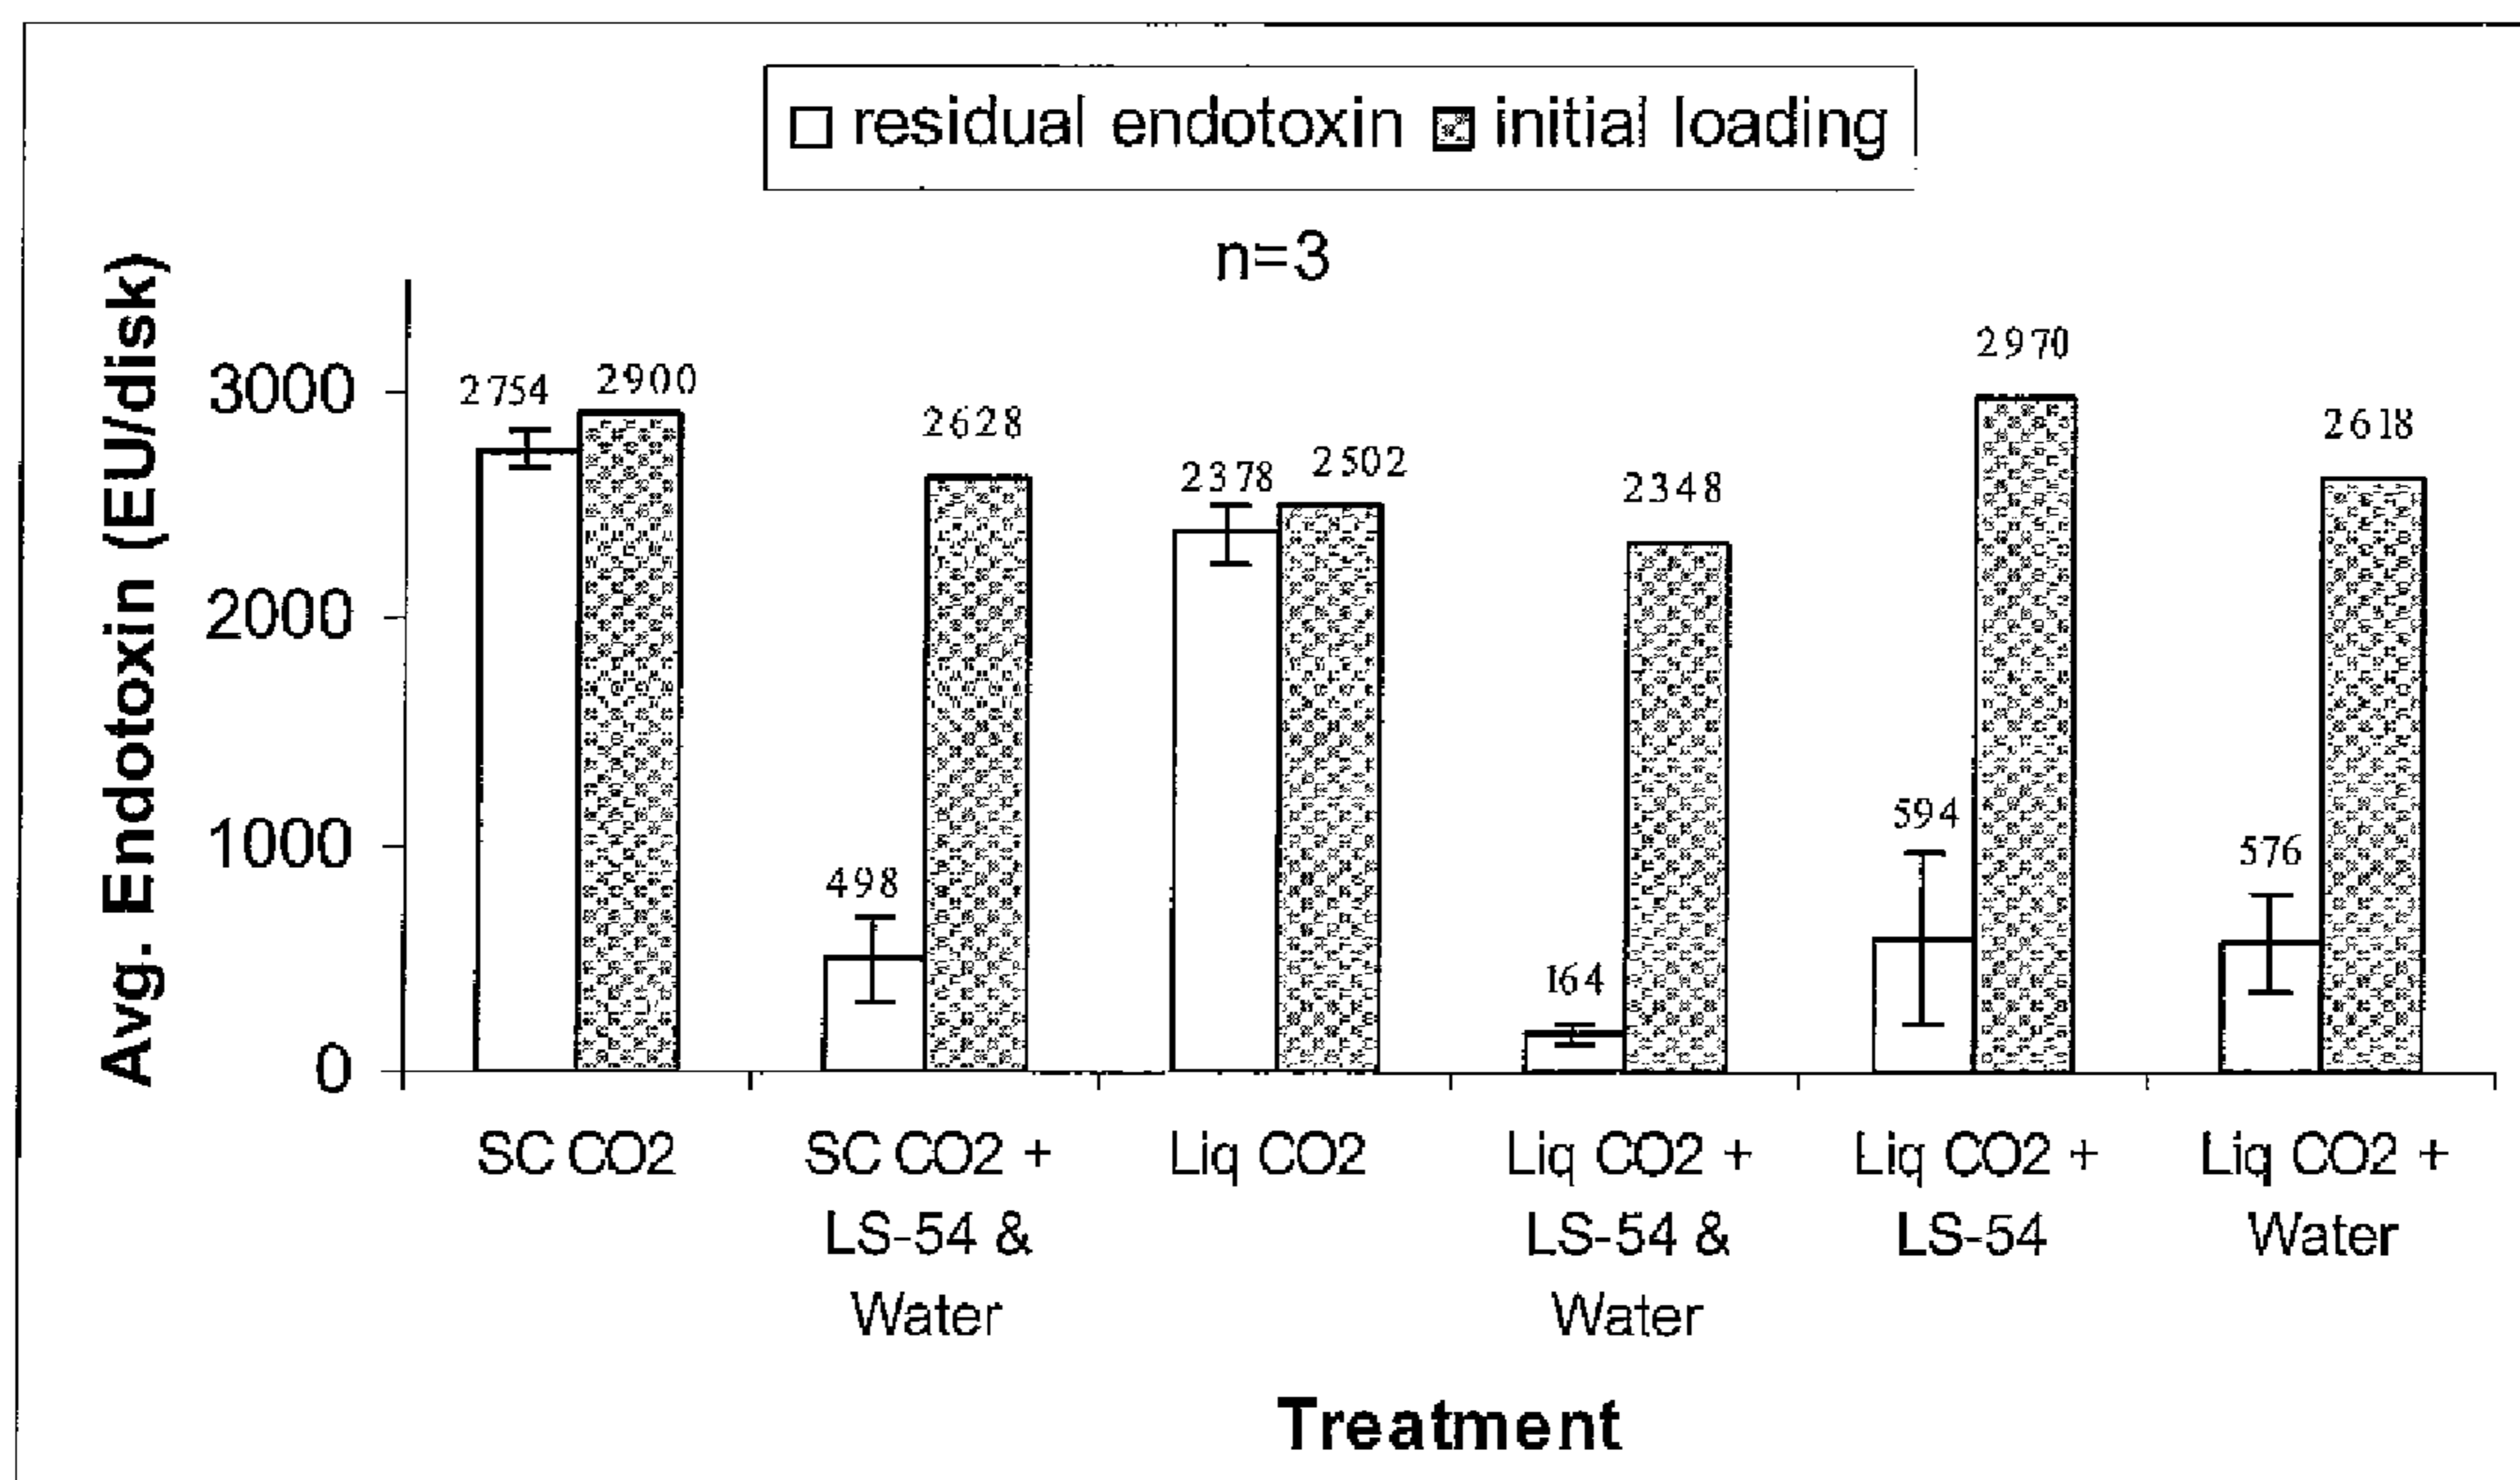 residual endotoxin initial loading
n=3
Avg. Endotoxin (EU/disk)
3000
2000
1000
0
2754 2900
498 2628
2378 2502
164 2348
594 2970
576 2618
SC CO2
SC CO2 +
LS-54 &
Water
Liq CO2
Liq CO2 +
LS-54 &
Water
Liq CO2 +
LS-54
Liq CO2 +
Water
Treatment